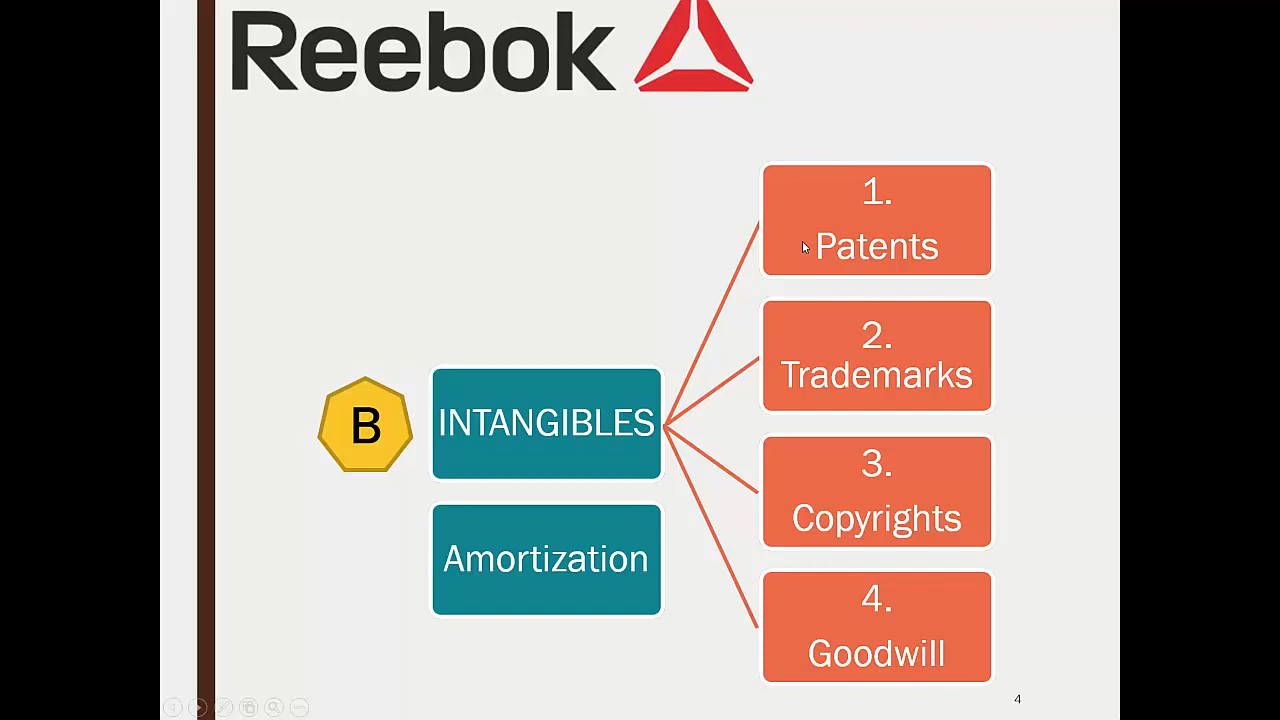 Reebok
1.
Patents
2.
Trademarks
B
INTANGIBLES
3.
Copyrights
Amortization
4.
Goodwill
4